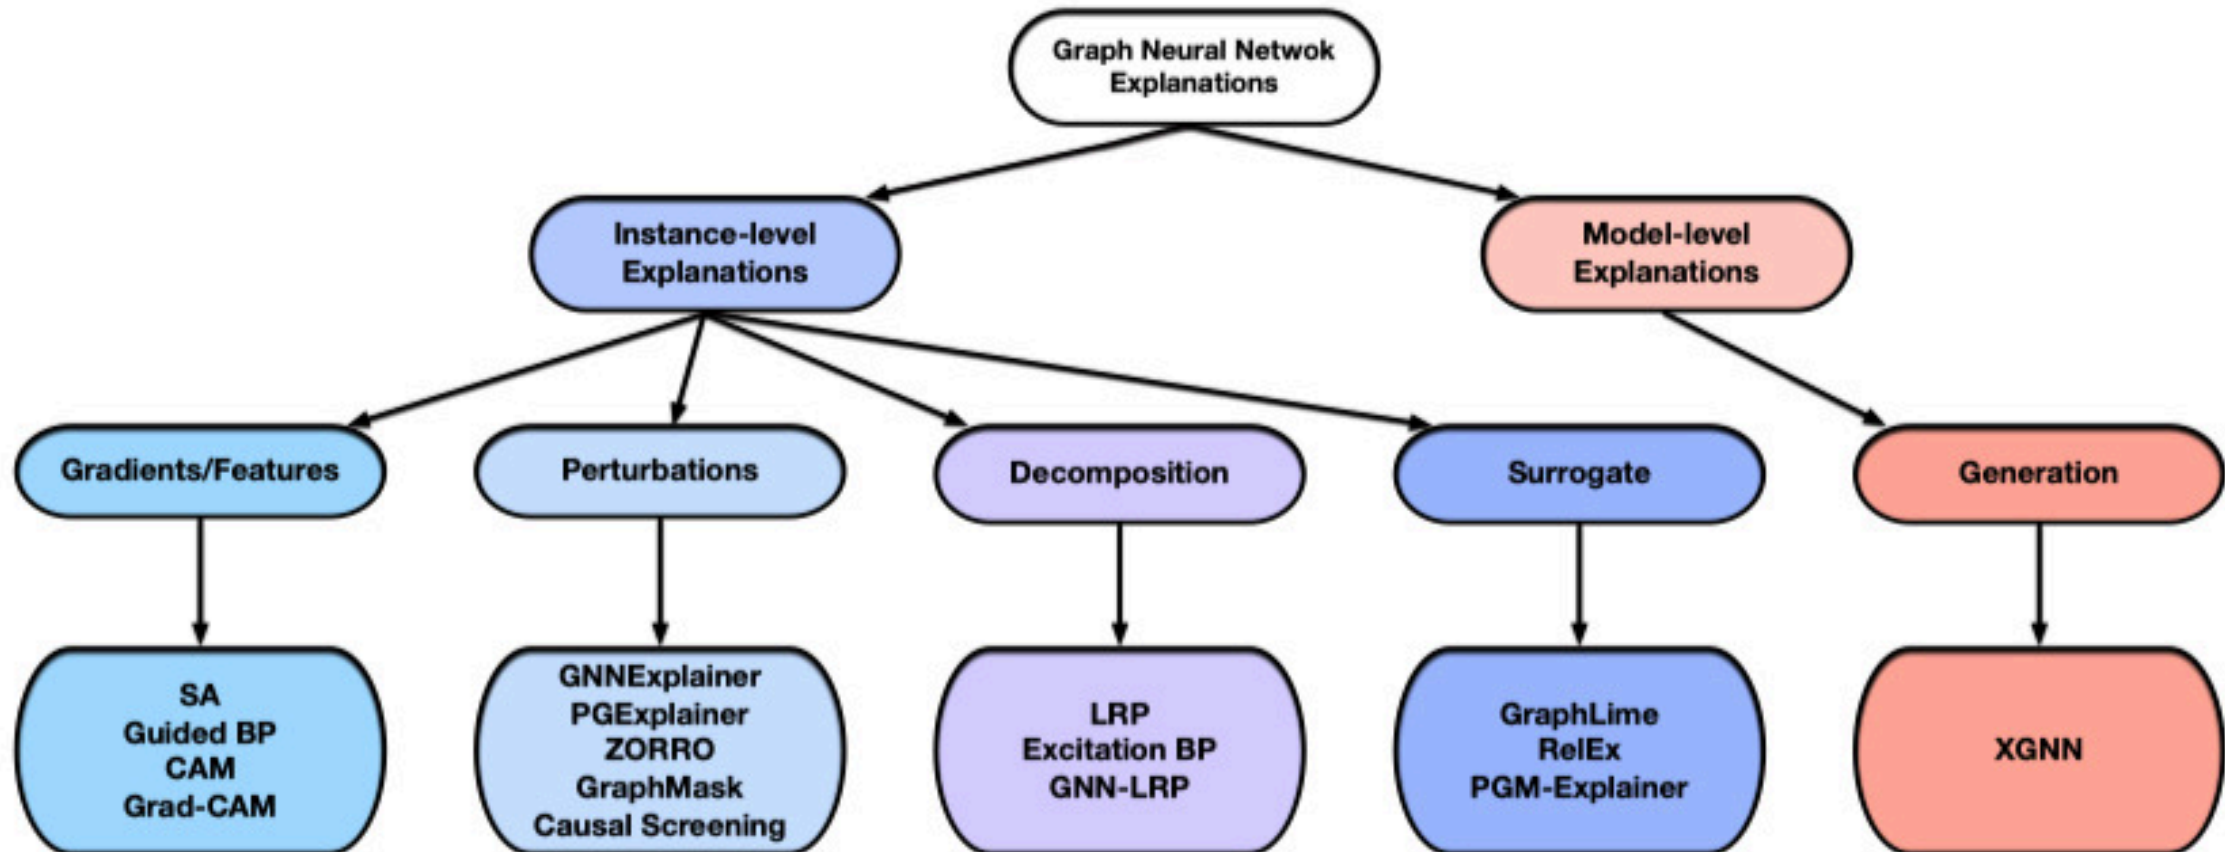 Graph Neural Netwok
Explanations
Instance-level
Explanations
Model-level
Explanations
Gradients/Features
Perturbations
Decomposition
Surrogate
Generation
SA
Guided BP
CAM
Grad-CAM
GNNExplainer
PGExplainer
ZORRO
GraphMask
Causal Screening
LRP
Excitation BP
GNN-LRP
GraphLime
RelEx
PGM-Explainer
XGNN